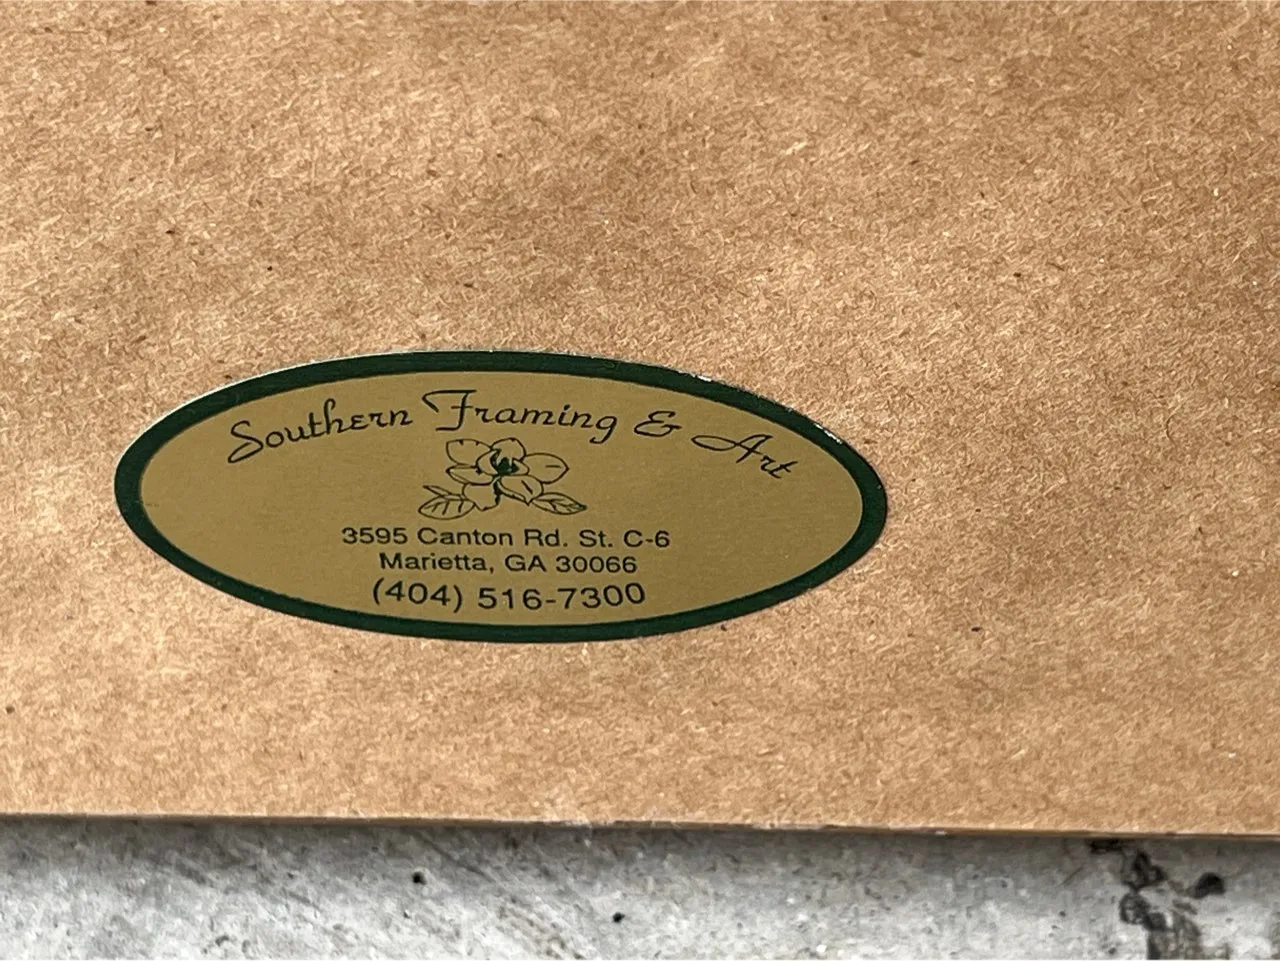 Southern Framing & Art
3595 Canton Rd. St. C-6
Marietta, GA 30066
(404) 516-7300